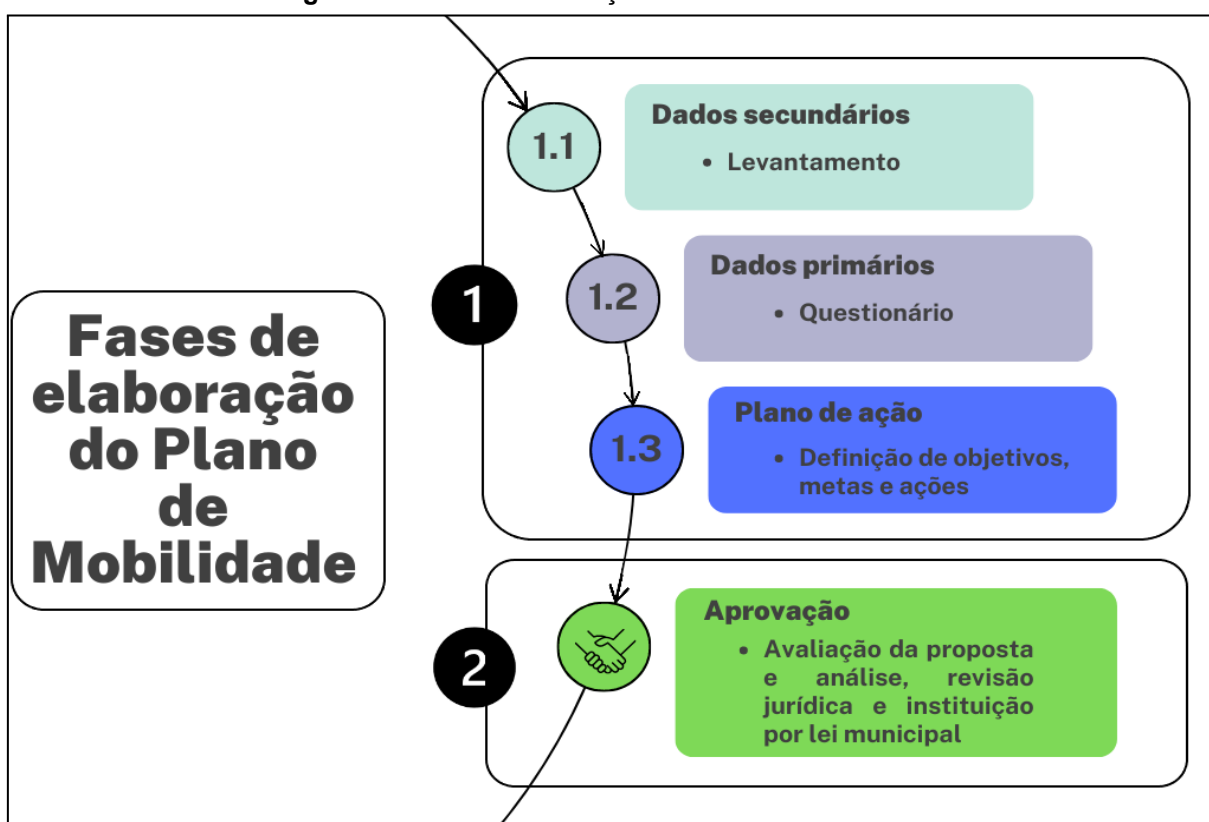 Fases de
elaboração
do Plano
de
Mobilidade
1
1.1
Dados secundários
• Levantamento
1.2
Dados primários
• Questionário
1.3
Plano de ação
• Definição de objetivos,
metas e ações
2
Aprovação
• Avaliação da proposta
e análise, revisão
jurídica e instituição
por lei municipal